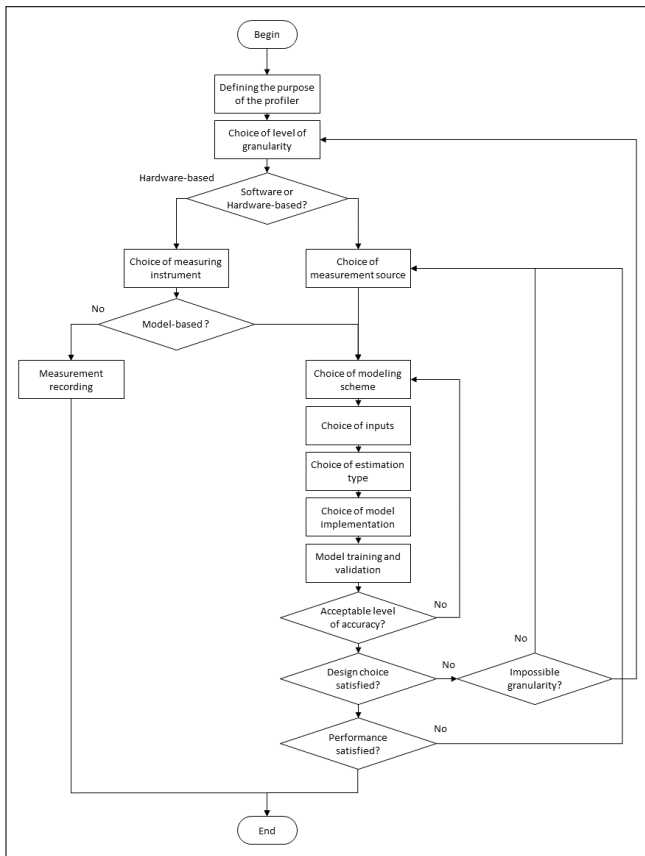 Begin
Defining the purpose
of the profiler
Choice of level of
granularity
Hardware-based
Software or
Hardware-based?
Choice of measuring
instrument
Choice of
measurement source
No
Model-based ?
Measurement
recording
Choice of modeling
scheme
Choice of inputs
Choice of estimation
type
Choice of model
implementation
Model training and
validation
No
Acceptable level
of accuracy?
No
Design choice
satisfied?
No
Impossible
granularity?
Performance
satisfied?
No
End